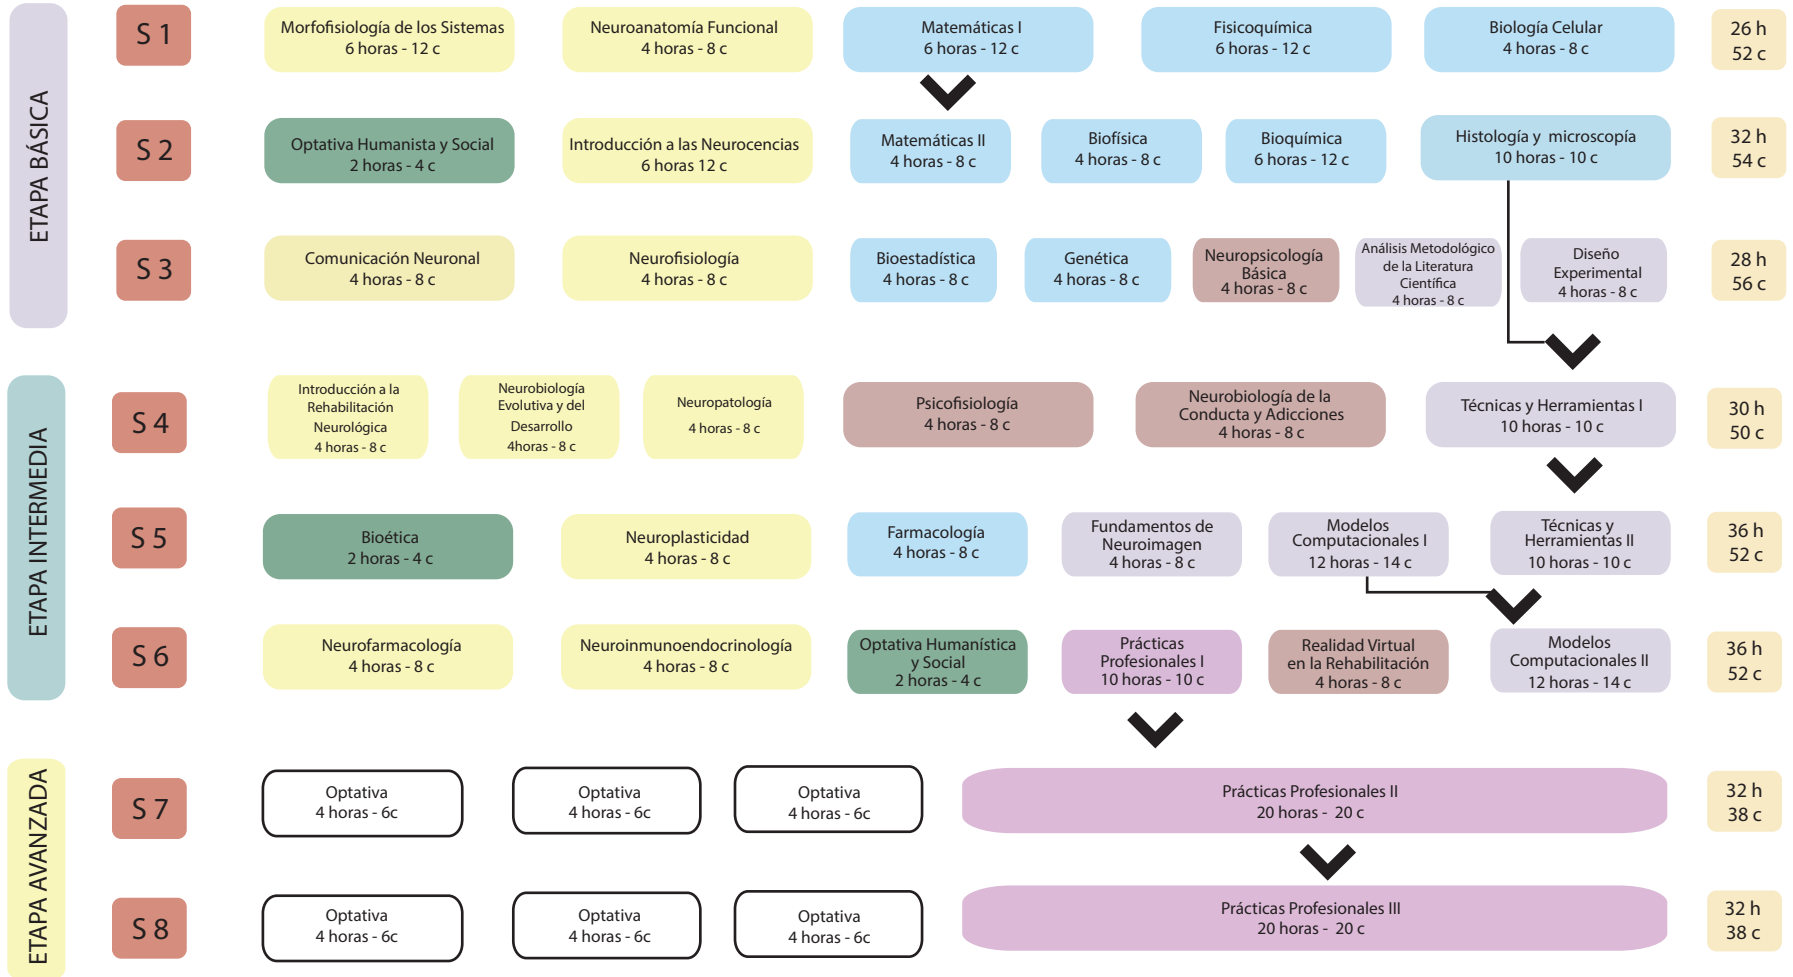 ETAPA BÁSICA
S 1
Morfofisiología de los Sistemas
6 horas - 12 c
Neuroanatomía Funcional
4 horas - 8 c
Matemáticas I
6 horas - 12 c
Fisicoquímica
6 horas - 12 c
Biología Celular
4 horas - 8 c
26 h
52 c
S 2
Optativa Humanista y Social
2 horas - 4 c
Introducción a las Neurocencias
6 horas 12 c
Matemáticas II
4 horas - 8 c
Biofísica
4 horas - 8 c
Bioquímica
6 horas - 12 c
Histología y microscopía
10 horas - 10 c
32 h
54 c
S 3
Comunicación Neuronal
4 horas - 8 c
Neurofisiología
4 horas - 8 c
Bioestadística
4 horas - 8 c
Genética
4 horas - 8 c
Neuropsicología
Básica
4 horas - 8 c
Análisis Metodológico
de la Literatura
Científica
4 horas - 8 c
Diseño
Experimental
4 horas - 8 c
28 h
56 c
ETAPA INTERMEDIA
S 4
Introducción a la
Rehabilitación
Neurológica
4 horas - 8 c
Neurobiología
Evolutiva y del
Desarrollo
4horas - 8 c
Neuropatología
4 horas - 8 c
Psicofisiología
4 horas - 8 c
Neurobiología de la
Conducta y Adicciones
4 horas - 8 c
Técnicas y Herramientas I
10 horas - 10 c
30 h
50 c
S 5
Bioética
2 horas - 4 c
Neuroplasticidad
4 horas - 8 c
Farmacología
4 horas - 8 c
Fundamentos de
Neuroimagen
4 horas - 8 c
Modelos
Computacionales I
12 horas - 14 c
Técnicas y
Herramientas II
10 horas - 10 c
36 h
52 c
S 6
Neurofarmacología
4 horas - 8 c
Neuroinmunoendocrinología
4 horas - 8 c
Optativa Humanística
y Social
2 horas - 4 c
Prácticas
Profesionales I
10 horas - 10 c
Realidad Virtual
en la Rehabilitación
4 horas - 8 c
Modelos
Computacionales II
12 horas - 14 c
36 h
52 c
ETAPA AVANZADA
S 7
Optativa
4 horas - 6c
Optativa
4 horas - 6c
Optativa
4 horas - 6c
Prácticas Profesionales II
20 horas - 20 c
32 h
38 c
S 8
Optativa
4 horas - 6c
Optativa
4 horas - 6c
Optativa
4 horas - 6c
Prácticas Profesionales III
20 horas - 20 c
32 h
38 c